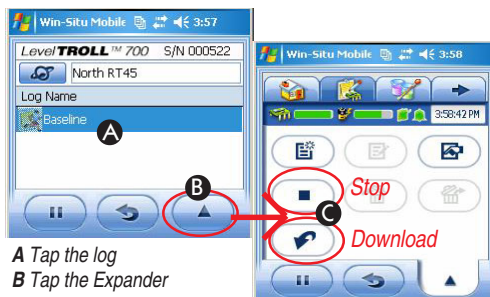 Win-Situ Mobile 3:57
Level TROLL™ 700 S/N 000522
North RT45
Log Name
Baseline
A
B
A Tap the log
B Tap the Expander
Win-Situ Mobile 3:58
3:58:42 PM
Stop
C
Download